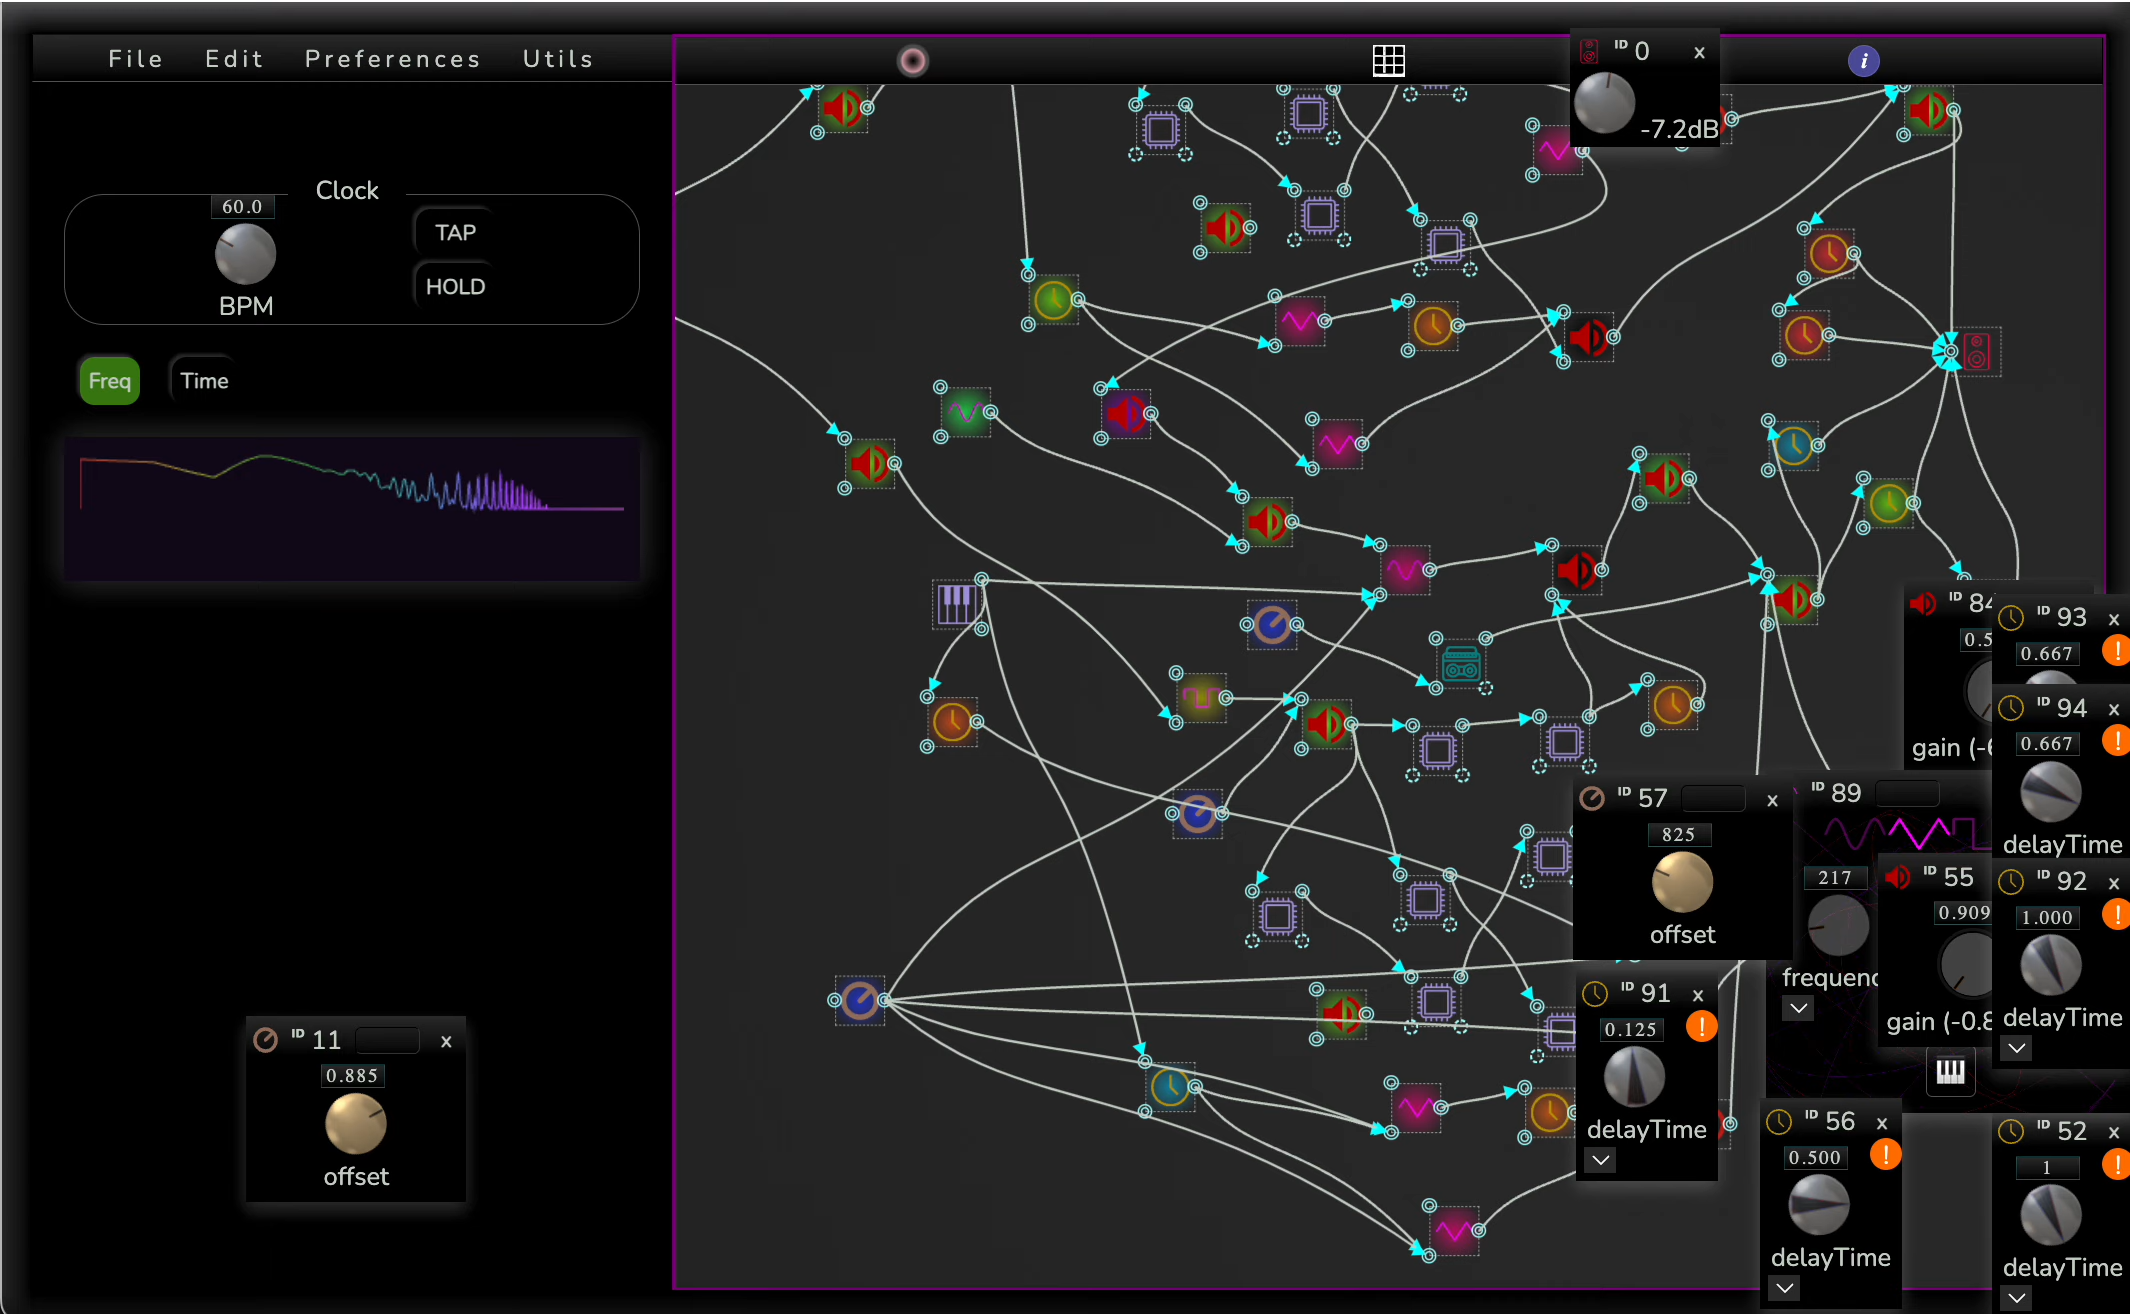 File Edit Preferences Utils
Clock
60.0
BPM
TAP
HOLD
Freq Time
ID 11 x
0.885
offset
ID 0 x
-7.2dB
i
ID 84
0.5
gain (-6
ID 93 x
0.667
!
ID 94 x
0.667
!
delayTime
ID 57 x
825
offset
ID 89
217
frequenc
ID 55
0.909
gain (-0.8
ID 92 x
1.000
!
delayTime
ID 91 x
0.125
!
delayTime
ID 56 x
0.500
!
delayTime
ID 52 x
1
!
delayTime